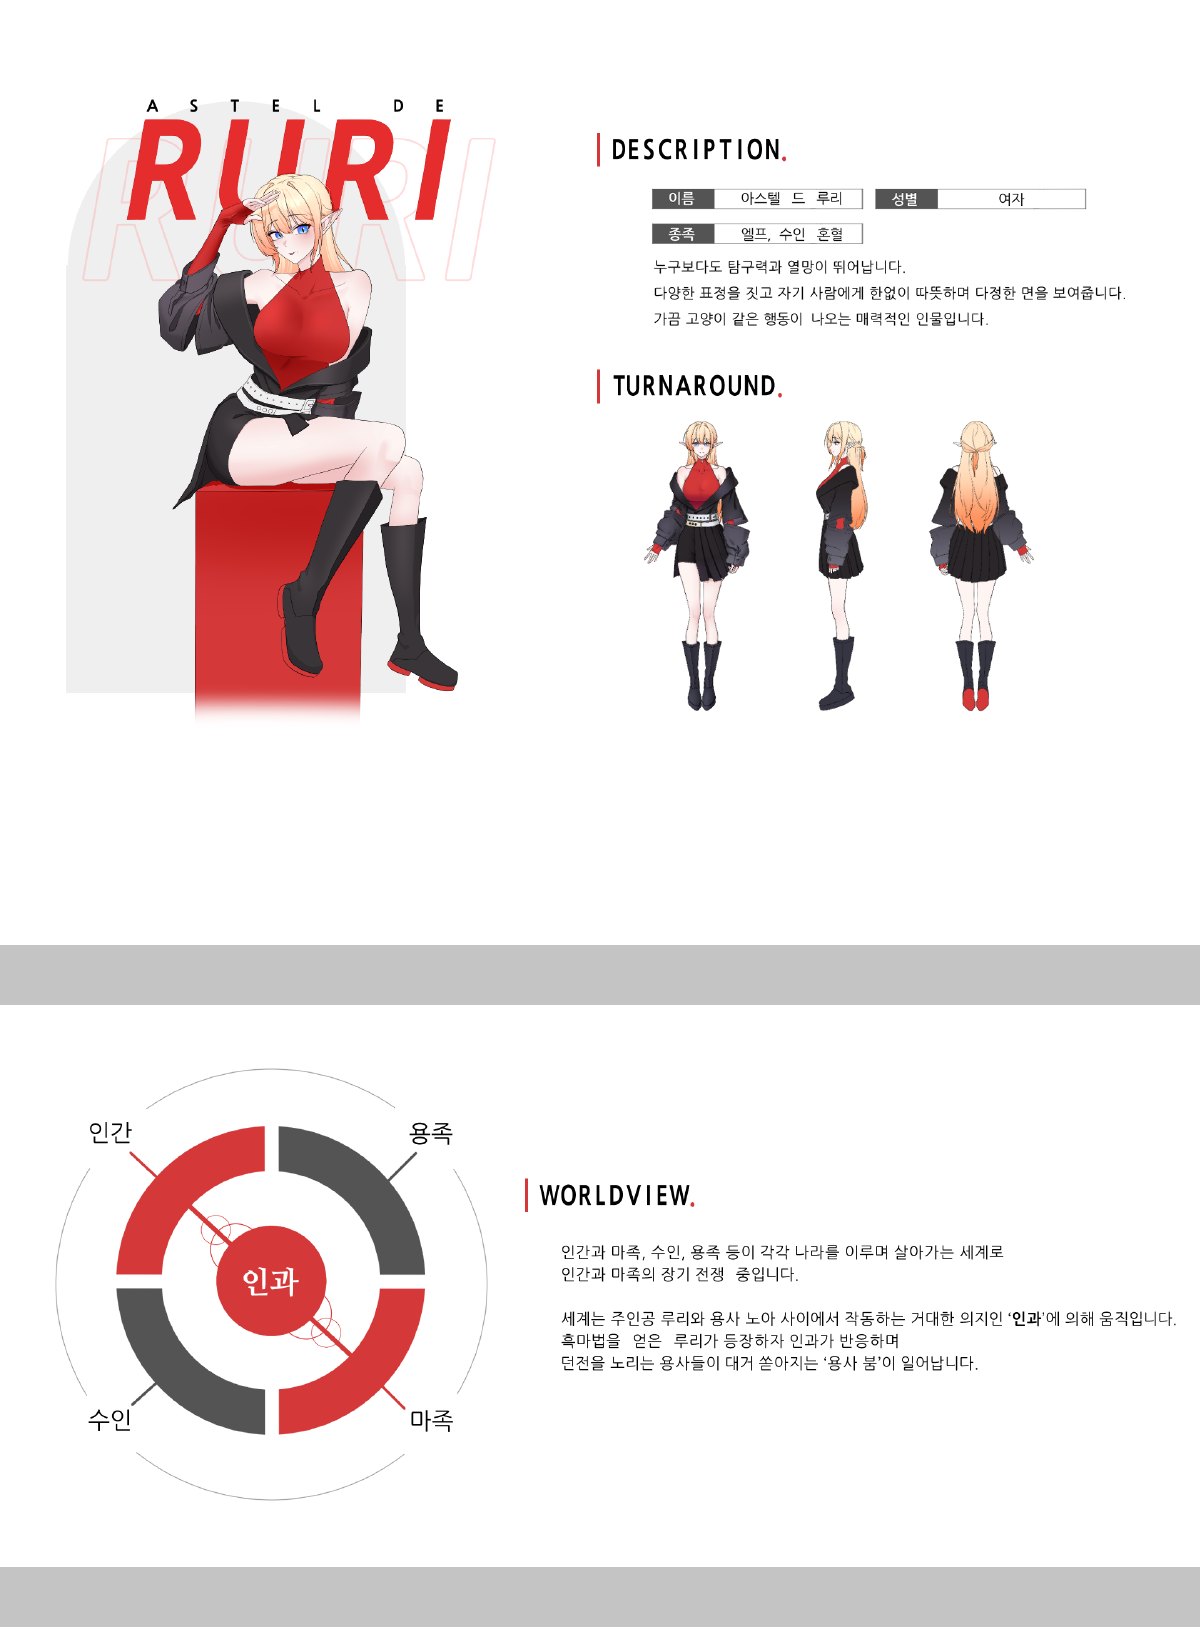 ASTEL DE
RURI
RURI
DESCRIPTION.
이름 아스텔 드 루리 성별 여자
종족 엘프, 수인 혼혈
누구보다도 탐구력과 열망이 뛰어납니다.
다양한 표정을 짓고 자기 사람에게 한없이 따뜻하며 다정한 면을 보여줍니다.
가끔 고양이 같은 행동이 나오는 매력적인 인물입니다.
TURNAROUND.
인간
용족
인과
수인
마족
WORLDVIEW.
인간과 마족, 수인, 용족 등이 각각 나라를 이루며 살아가는 세계로
인간과 마족의 장기 전쟁 중입니다.
세계는 주인공 루리와 용사 노아 사이에서 작동하는 거대한 의지인 ‘인과’에 의해 움직입니다.
흑마법을 얻은 루리가 등장하자 인과가 반응하며
던전을 노리는 용사들이 대거 쏟아지는 ‘용사 붐’이 일어납니다.